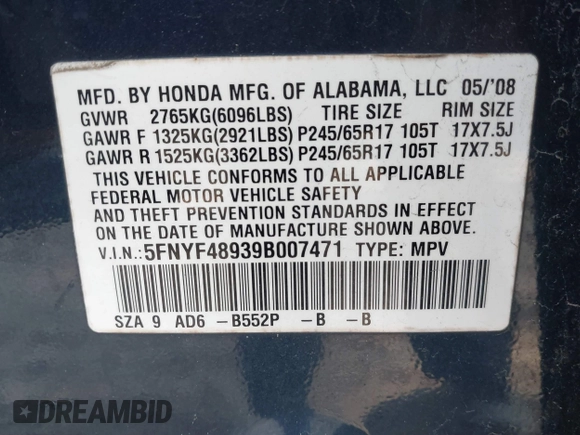 MFD. BY HONDA MFG. OF ALABAMA, LLC 05/'08
GVWR 2765KG(6096LBS) TIRE SIZE RIM SIZE
GAWR F 1325KG(2921LBS) P245/65R17 105T 17X7.5J
GAWR R 1525KG(3362LBS) P245/65R17 105T 17X7.5J
THIS VEHICLE CONFORMS TO ALL APPLICABLE
FEDERAL MOTOR VEHICLE SAFETY
AND THEFT PREVENTION STANDARDS IN EFFECT
ON THE DATE OF MANUFACTURE SHOWN ABOVE.
V.I.N.: 5FNYF48939B007471 TYPE: MPV
SZA 9 AD6 -B552P -B -B
DREAMBID